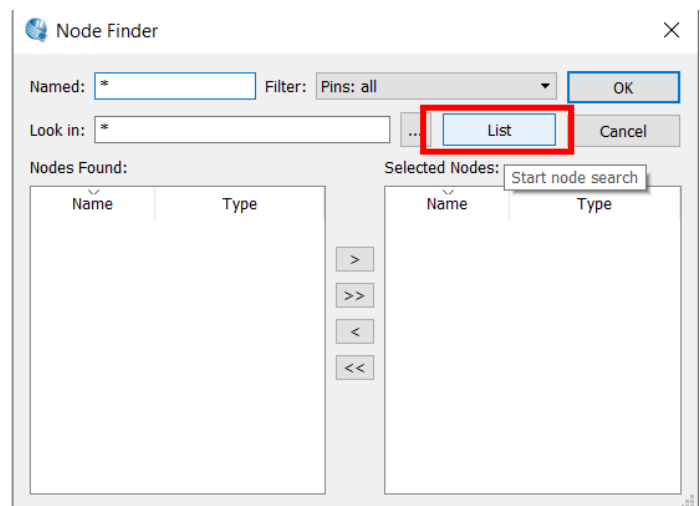 Node Finder
Named: * Filter: Pins: all OK
Look in: * ... List Cancel
Nodes Found: Selected Nodes: Start node search
Name Type Name Type
>
>>
<
<<